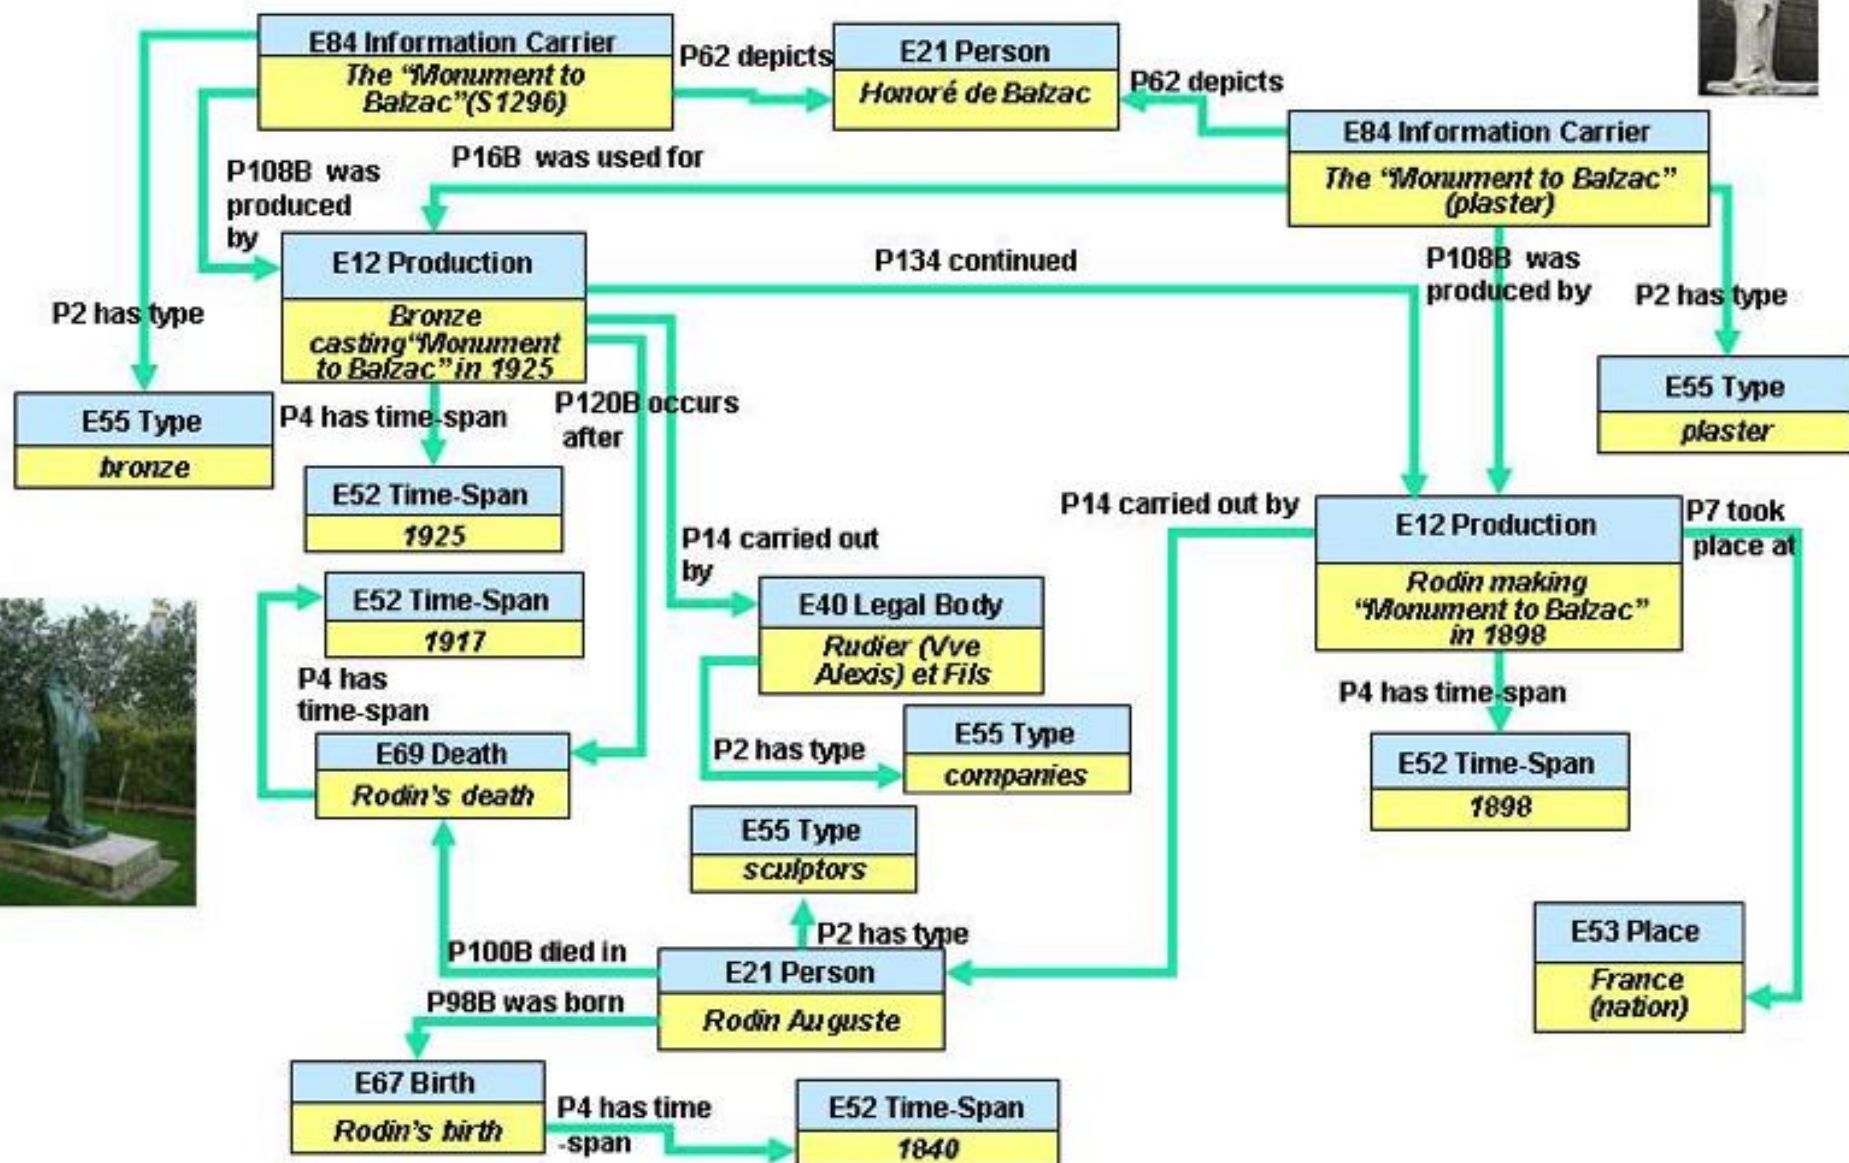 E84 Information Carrier
The “Monument to
Balzac”(S1296)
P62 depicts
E21 Person
Honoré de Balzac
P62 depicts
E84 Information Carrier
The “Monument to Balzac”
(plaster)
P108B was
produced
by
P16B was used for
E12 Production
Bronze
casting“Monument
to Balzac” in 1925
P134 continued
P108B was
produced by
P2 has type
P2 has type
E55 Type
bronze
P4 has time-span
P120B occurs
after
E55 Type
plaster
E52 Time-Span
1925
P14 carried out
by
P14 carried out by
E12 Production
Rodin making
“Monument to Balzac”
in 1898
P7 took
place at
E52 Time-Span
1917
E40 Legal Body
Rudier (Vve
Alexis) et Fils
P4 has
time-span
P4 has time-span
E69 Death
Rodin’s death
P2 has type
E55 Type
companies
E52 Time-Span
1898
E55 Type
sculptors
P100B died in
P2 has type
E21 Person
Rodin Auguste
E53 Place
France
(nation)
P98B was born
E67 Birth
Rodin’s birth
P4 has time
-span
E52 Time-Span
1840